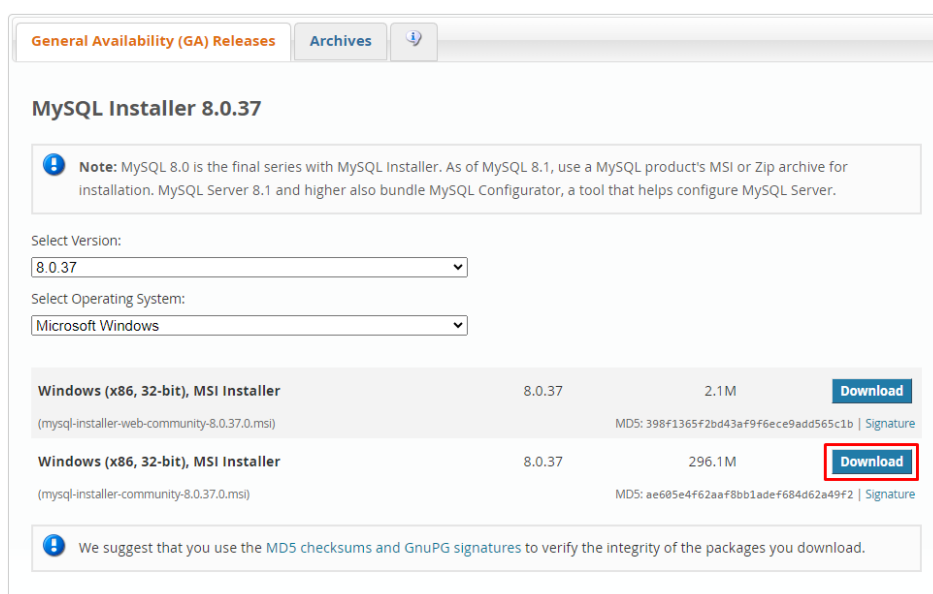 General Availability (GA) Releases
Archives
MySQL Installer 8.0.37
Note: MySQL 8.0 is the final series with MySQL Installer. As of MySQL 8.1, use a MySQL product's MSI or Zip archive for
installation. MySQL Server 8.1 and higher also bundle MySQL Configurator, a tool that helps configure MySQL Server.
Select Version:
8.0.37
Select Operating System:
Microsoft Windows
Windows (x86, 32-bit), MSI Installer 8.0.37 2.1M Download
(mysql-installer-web-community-8.0.37.0.msi) MD5: 398f1365f2bd43af9f6ece9add565c1b | Signature
Windows (x86, 32-bit), MSI Installer 8.0.37 296.1M Download
(mysql-installer-community-8.0.37.0.msi) MD5: ae605e4f62aaf8bb1adef684d62a49f2 | Signature
We suggest that you use the MD5 checksums and GnuPG signatures to verify the integrity of the packages you download.